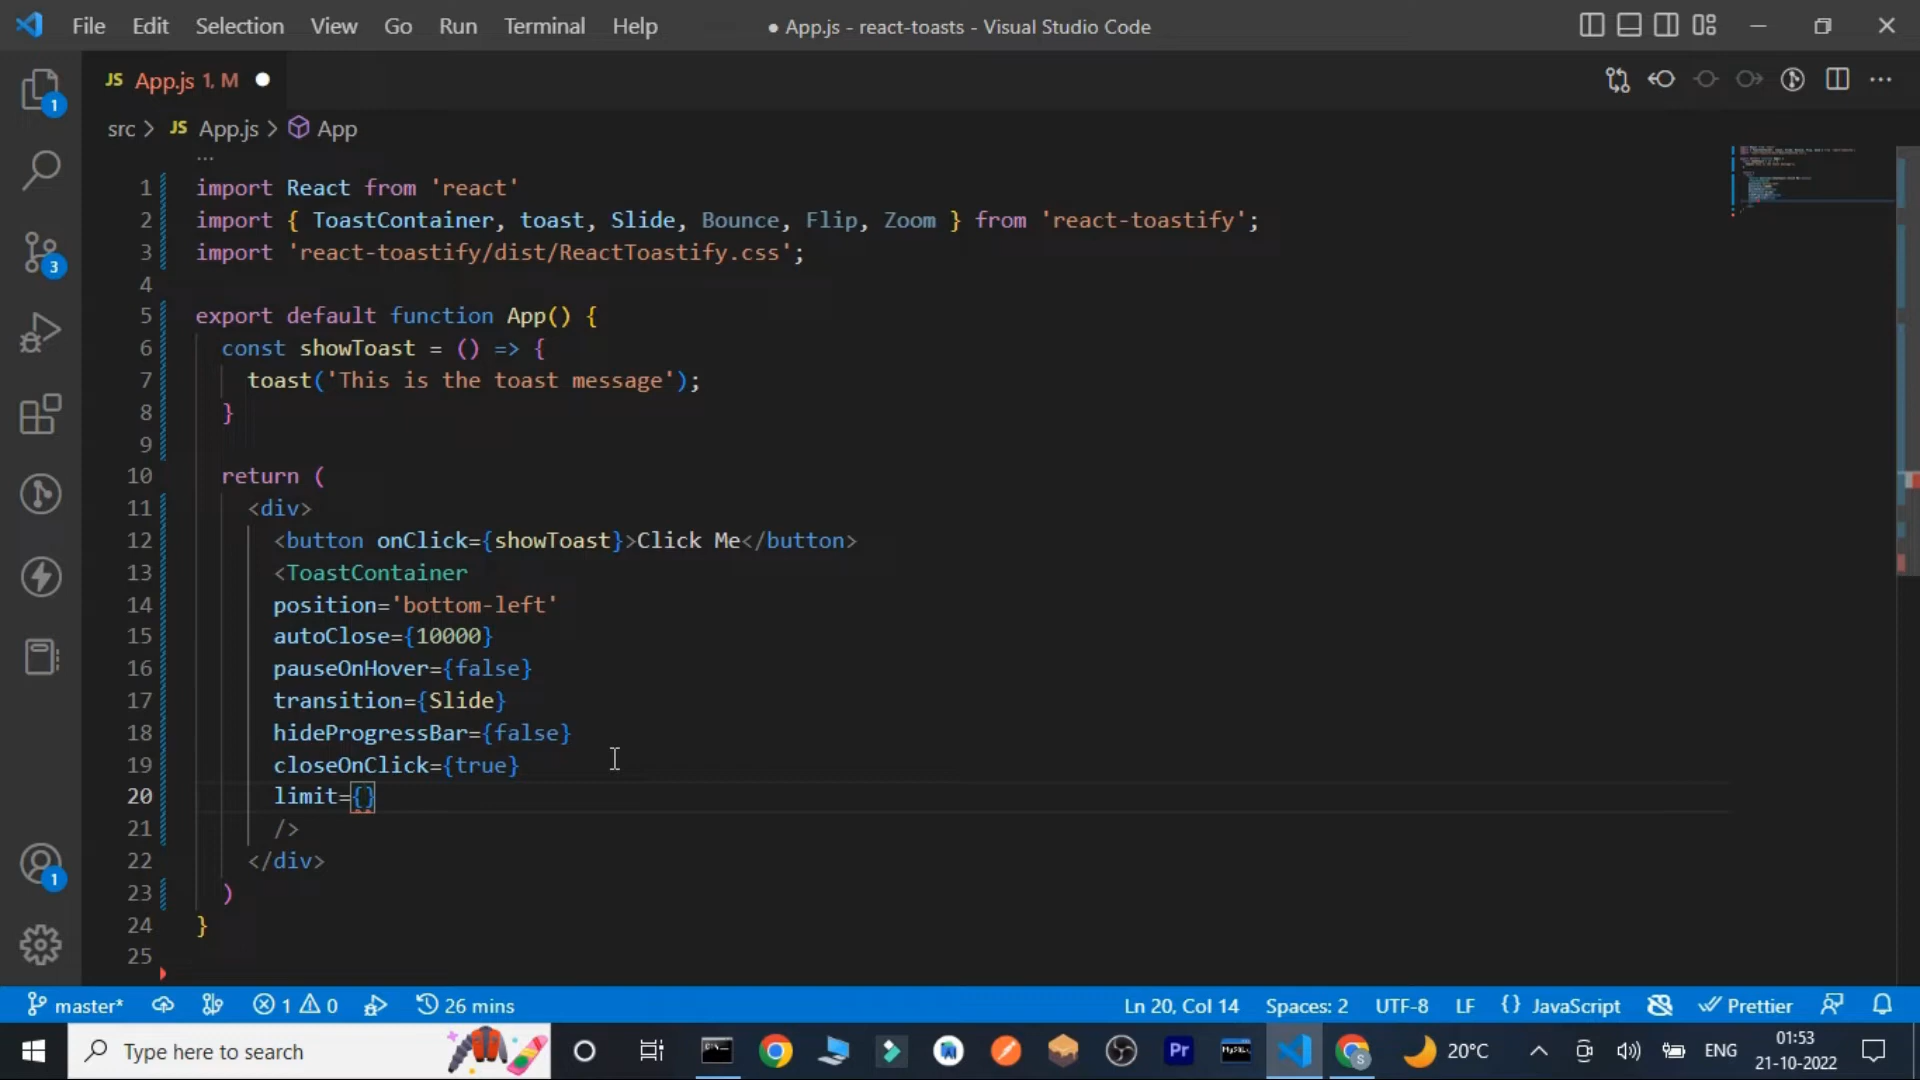 File Edit Selection View Go Run Terminal Help
● App.js - react-toasts - Visual Studio Code
JS App.js 1, M
src > JS App.js > App
...
1 import React from 'react'
2 import { ToastContainer, toast, Slide, Bounce, Flip, Zoom } from 'react-toastify';
3 import 'react-toastify/dist/ReactToastify.css';
4
5 export default function App() {
6 const showToast = () => {
7 toast('This is the toast message');
8 }
9
10 return (
11 <div>
12 <button onClick={showToast}>Click Me</button>
13 <ToastContainer
14 position='bottom-left'
15 autoClose={10000}
16 pauseOnHover={false}
17 transition={Slide}
18 hideProgressBar={false}
19 closeOnClick={true}
20 limit={}
21 />
22 </div>
23 )
24 }
25
1
3
1
master* 1 0 26 mins Ln 20, Col 14 Spaces: 2 UTF-8 LF {} JavaScript Prettier
Type here to search
Pr
S
20°C
ENG
01:53
21-10-2022